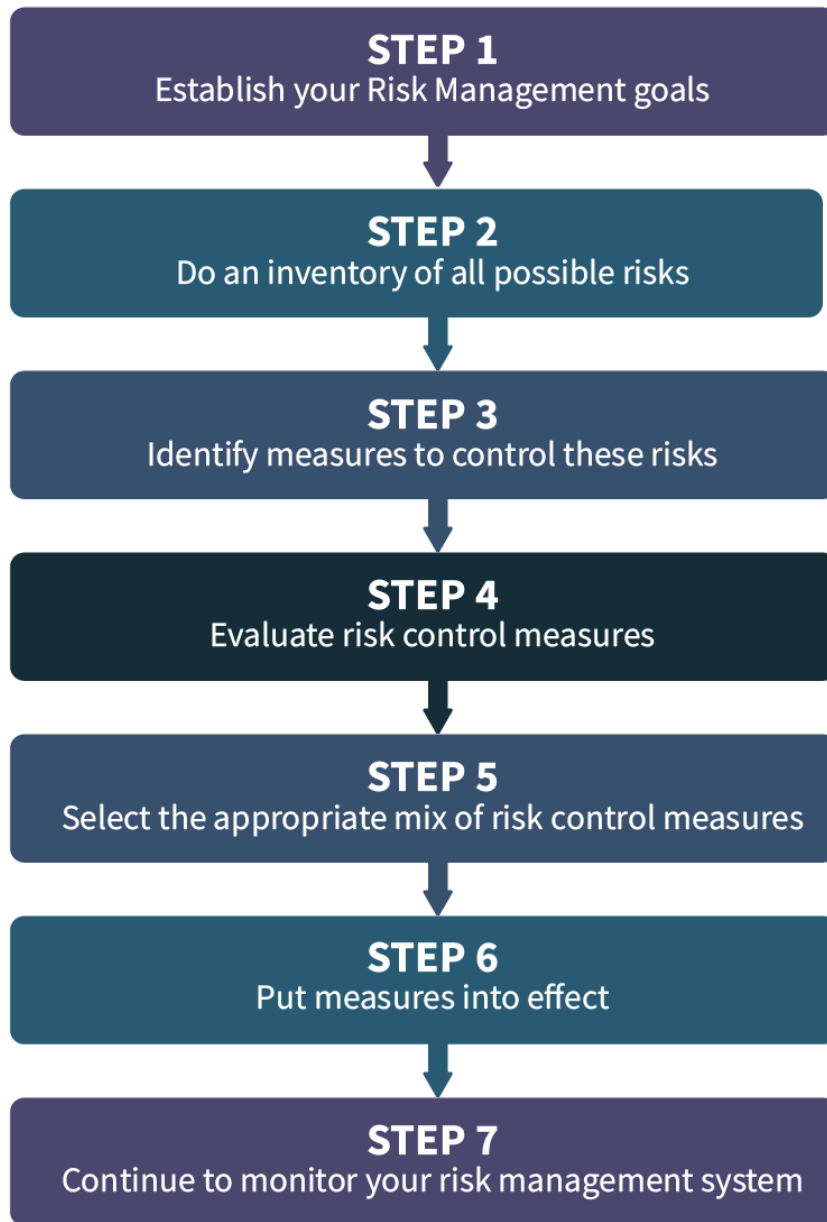 STEP 1
Establish your Risk Management goals
STEP 2
Do an inventory of all possible risks
STEP 3
Identify measures to control these risks
STEP 4
Evaluate risk control measures
STEP 5
Select the appropriate mix of risk control measures
STEP 6
Put measures into effect
STEP 7
Continue to monitor your risk management system